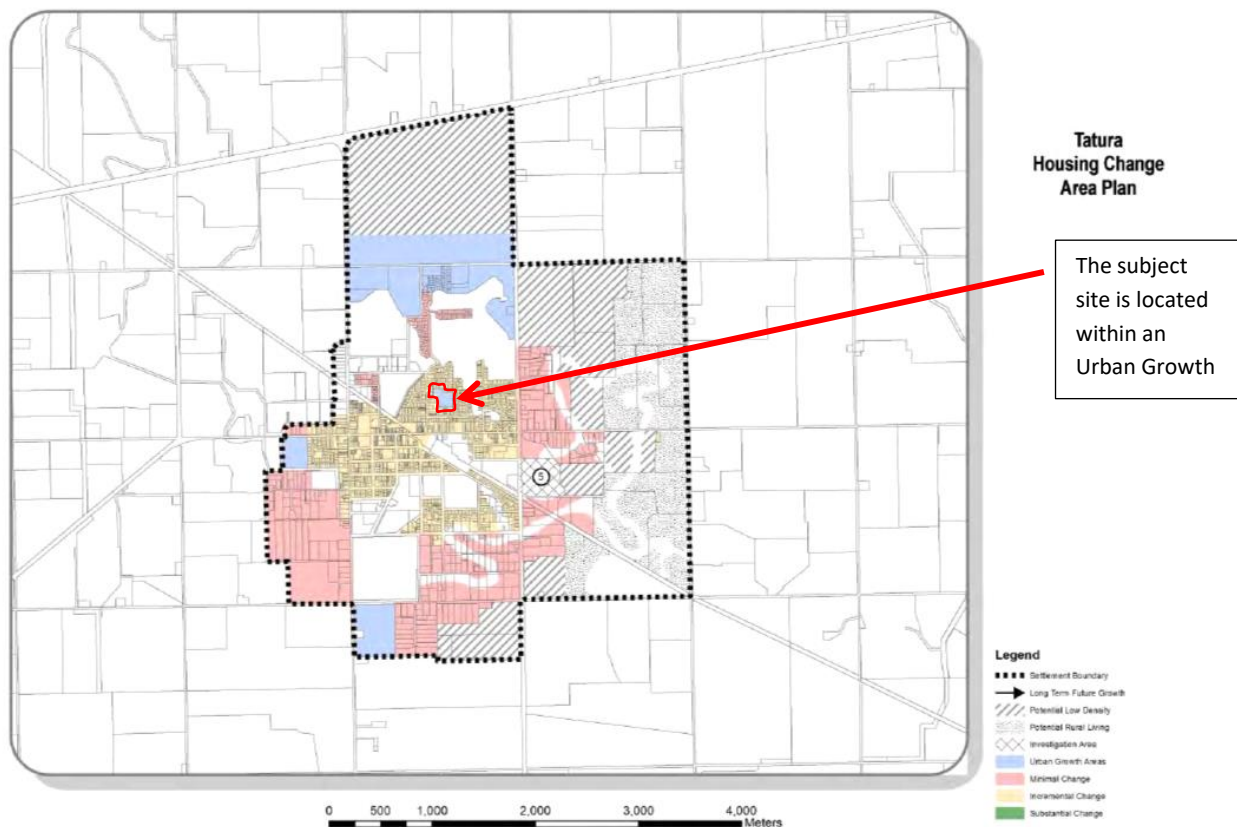 Tatura
Housing Change
Area Plan
The subject
site is located
within an
Urban Growth
5
Legend
Settlement Boundary
Long Term Future Growth
Potential Low Density
Potential Rural Living
Investigation Area
Urban Growth Areas
Minimal Change
Incremental Change
Substantial Change
0 500 1,000 2,000 3,000 4,000
Meters